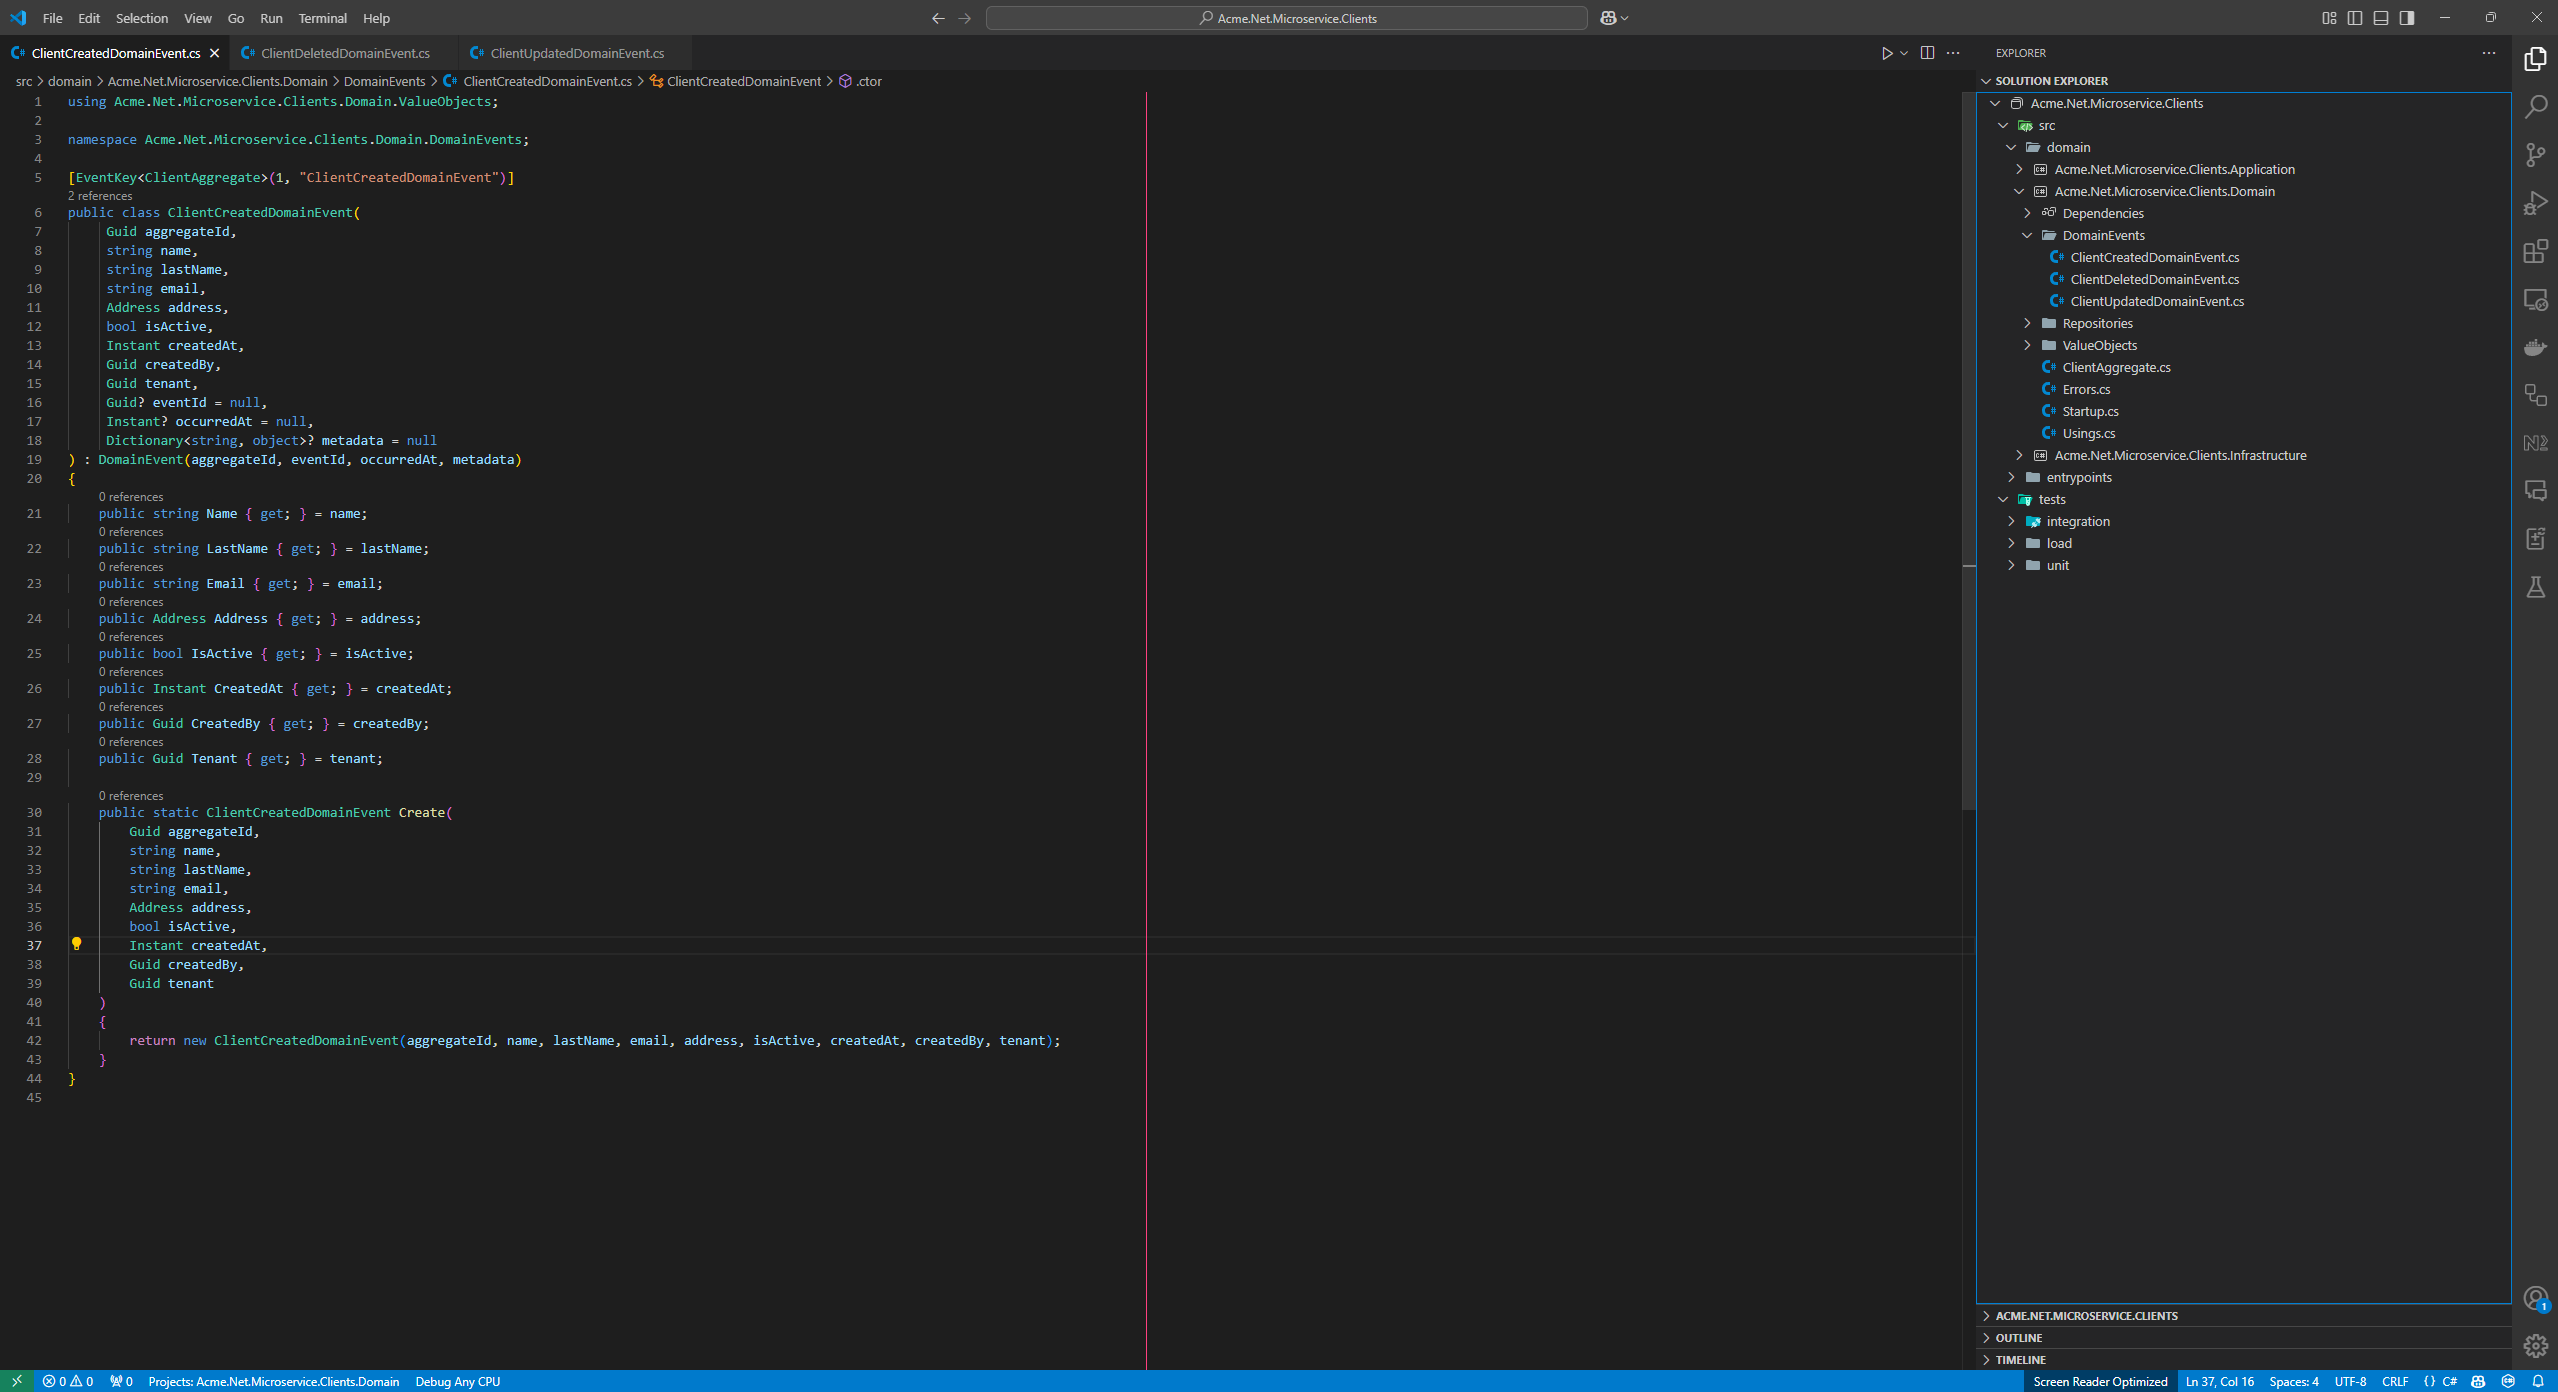 File Edit Selection View Go Run Terminal Help
Acme.Net.Microservice.Clients
ClientCreatedDomainEvent.cs
ClientDeletedDomainEvent.cs
ClientUpdatedDomainEvent.cs
src > domain > Acme.Net.Microservice.Clients.Domain > DomainEvents > ClientCreatedDomainEvent.cs > ClientCreatedDomainEvent > .ctor
1 using Acme.Net.Microservice.Clients.Domain.ValueObjects;
2
3 namespace Acme.Net.Microservice.Clients.Domain.DomainEvents;
4
5 [EventKey<ClientAggregate>(1, "ClientCreatedDomainEvent")]
2 references
6 public class ClientCreatedDomainEvent(
7 Guid aggregateId,
8 string name,
9 string lastName,
10 string email,
11 Address address,
12 bool isActive,
13 Instant createdAt,
14 Guid createdBy,
15 Guid tenant,
16 Guid? eventId = null,
17 Instant? occurredAt = null,
18 Dictionary<string, object>? metadata = null
19 ) : DomainEvent(aggregateId, eventId, occurredAt, metadata)
20 {
0 references
21 public string Name { get; } = name;
0 references
22 public string LastName { get; } = lastName;
0 references
23 public string Email { get; } = email;
0 references
24 public Address Address { get; } = address;
0 references
25 public bool IsActive { get; } = isActive;
0 references
26 public Instant CreatedAt { get; } = createdAt;
0 references
27 public Guid CreatedBy { get; } = createdBy;
0 references
28 public Guid Tenant { get; } = tenant;
29
0 references
30 public static ClientCreatedDomainEvent Create(
31 Guid aggregateId,
32 string name,
33 string lastName,
34 string email,
35 Address address,
36 bool isActive,
37 Instant createdAt,
38 Guid createdBy,
39 Guid tenant
40 )
41 {
42 return new ClientCreatedDomainEvent(aggregateId, name, lastName, email, address, isActive, createdAt, createdBy, tenant);
43 }
44 }
45
EXPLORER
SOLUTION EXPLORER
Acme.Net.Microservice.Clients
src
domain
Acme.Net.Microservice.Clients.Application
Acme.Net.Microservice.Clients.Domain
Dependencies
DomainEvents
ClientCreatedDomainEvent.cs
ClientDeletedDomainEvent.cs
ClientUpdatedDomainEvent.cs
Repositories
ValueObjects
ClientAggregate.cs
Errors.cs
Startup.cs
Usings.cs
Acme.Net.Microservice.Clients.Infrastructure
entrypoints
tests
integration
load
unit
ACME.NET.MICROSERVICE.CLIENTS
OUTLINE
TIMELINE
1
0 0 0 Projects: Acme.Net.Microservice.Clients.Domain Debug Any CPU
Screen Reader Optimized Ln 37, Col 16 Spaces: 4 UTF-8 CRLF {} C#